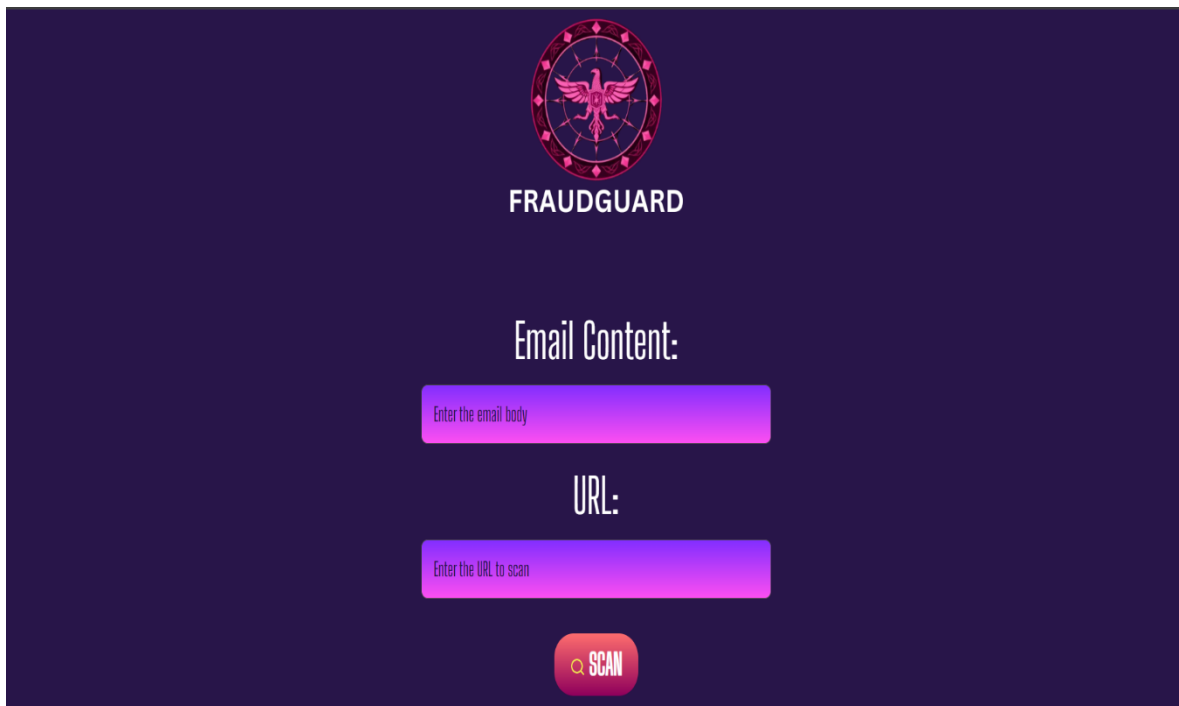 FRAUDGUARD
Email Content:
Enter the email body
URL:
Enter the URL to scan
SCAN